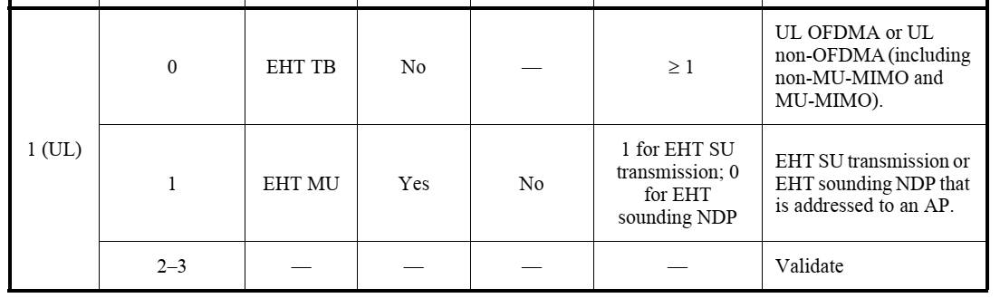 1 (UL)
0
EHT TB
No
—
≥ 1
UL OFDMA or UL
non-OFDMA (including
non-MU-MIMO and
MU-MIMO).
1
EHT MU
Yes
No
1 for EHT SU
transmission; 0
for EHT
sounding NDP
EHT SU transmission or
EHT sounding NDP that
is addressed to an AP.
2–3
—
—
—
—
Validate